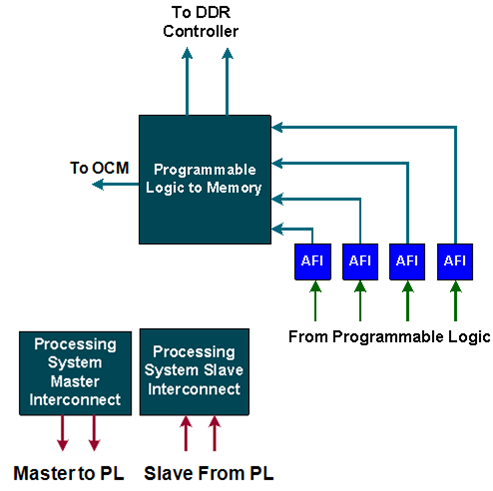 To DDR
Controller
To OCM
Programmable
Logic to Memory
AFI
AFI
AFI
AFI
From Programmable Logic
Processing
System
Master
Interconnect
Processing
System Slave
Interconnect
Master to PL
Slave From PL